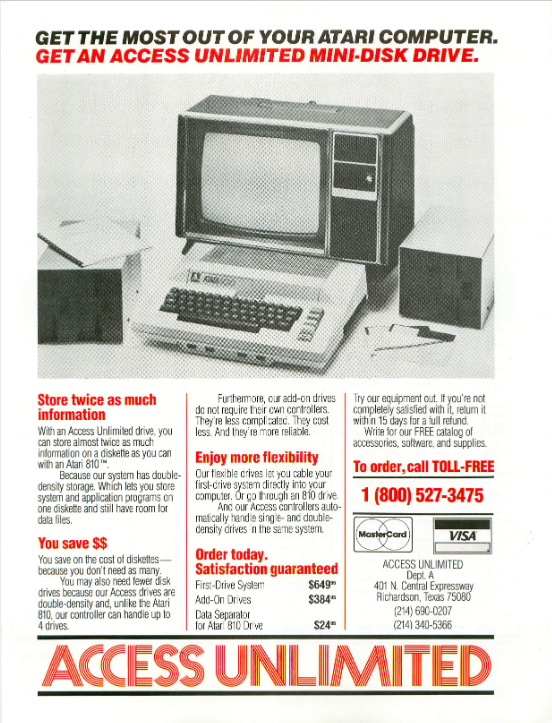 GET THE MOST OUT OF YOUR ATARI COMPUTER.
GET AN ACCESS UNLIMITED MINI-DISK DRIVE.
Store twice as much
information
With an Access Unlimited drive, you
can store almost twice as much
information on a diskette as you can
with an Atari 810™.
Because our system has double-
density storage. Which lets you store
system and application programs on
one diskette and still have room for
data files.
You save $$
You save on the cost of diskettes—
because you don't need as many.
You may also need fewer disk
drives because our Access drives are
double-density and, unlike the Atari
810, our controller can handle up to
4 drives.
Furthermore, our add-on drives
do not require their own controllers.
They're less complicated. They cost
less. And they're more reliable.
Enjoy more flexibility
Our flexible drives let you cable your
first-drive system directly into your
computer. Or go through an 810 drive.
And our Access controllers auto-
matically handle single- and double-
density drives in the same system.
Order today.
Satisfaction guaranteed
First-Drive System $649⁹⁵
Add-On Drives $384⁹⁵
Data Separator
for Atari 810 Drive $24⁹⁵
Try our equipment out. If you're not
completely satisfied with it, return it
within 15 days for a full refund.
Write for our FREE catalog of
accessories, software, and supplies.
To order, call TOLL-FREE
1 (800) 527-3475
MasterCard VISA
ACCESS UNLIMITED
Dept. A
401 N. Central Expressway
Richardson, Texas 75080
(214) 690-0207
(214) 340-5366
ACCESS UNLIMITED